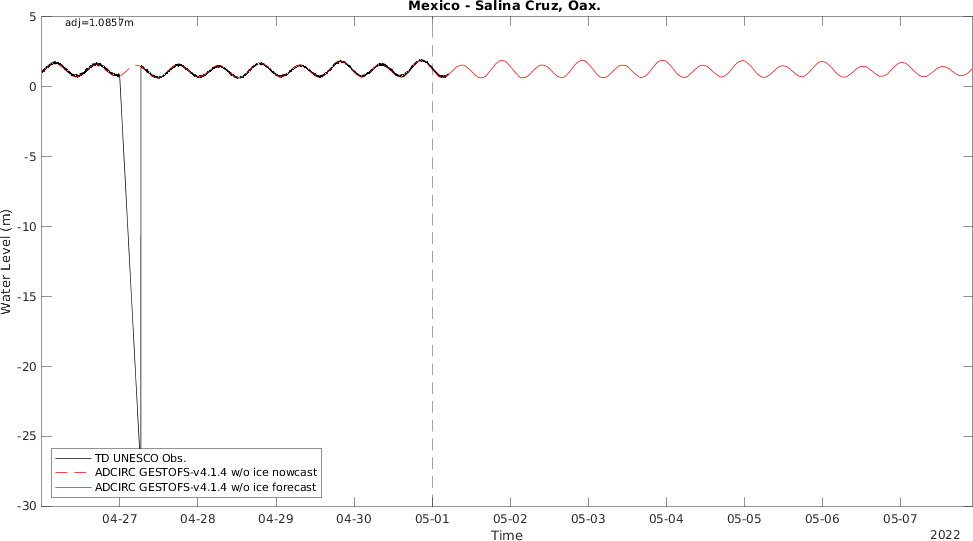 Mexico - Salina Cruz, Oax.
adj=1.0857m
5
0
-5
-10
-15
-20
-25
-30
Water Level (m)
TD UNESCO Obs.
ADCIRC GESTOFS-v4.1.4 w/o ice nowcast
ADCIRC GESTOFS-v4.1.4 w/o ice forecast
04-27 04-28 04-29 04-30 05-01 05-02 05-03 05-04 05-05 05-06 05-07
Time
2022